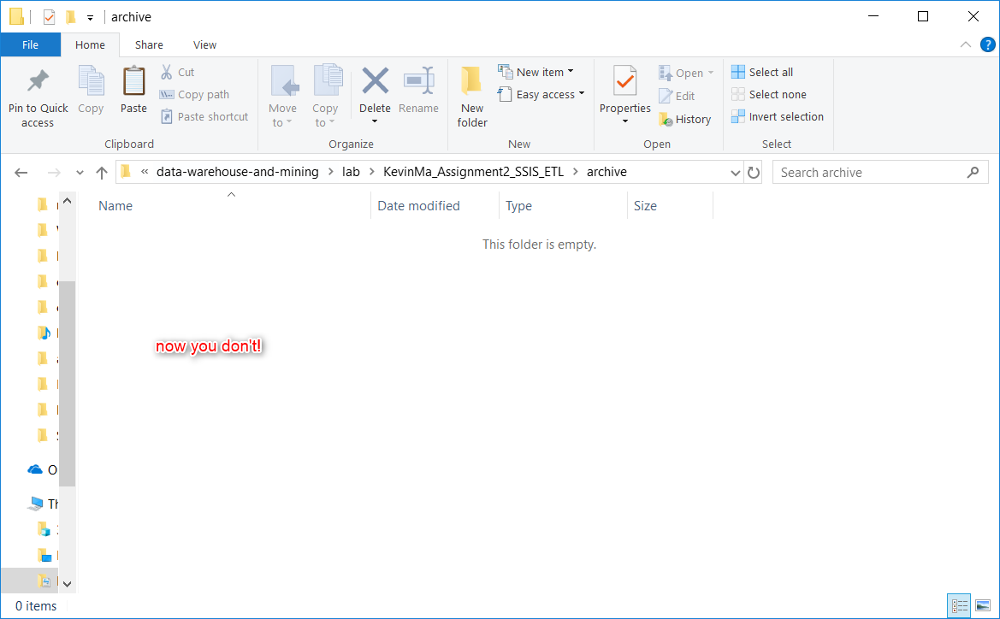 archive
File Home Share View
Pin to Quick access
Copy
Paste
Cut
Copy path
Paste shortcut
Clipboard
Move to
Copy to
Delete
Rename
Organize
New folder
New item
Easy access
New
Properties
Open
Edit
History
Open
Select all
Select none
Invert selection
Select
« data-warehouse-and-mining > lab > KevinMa_Assignment2_SSIS_ETL > archive
Search archive
Name Date modified Type Size
This folder is empty.
now you don't!
0 items